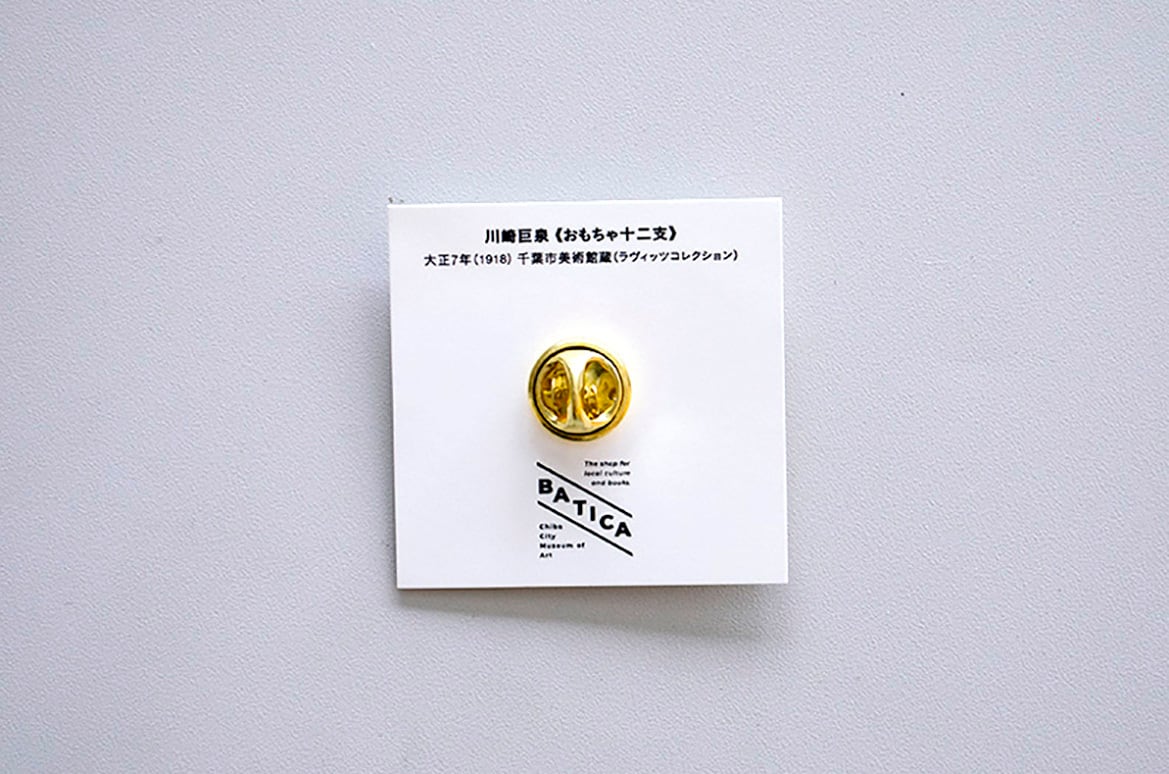 川崎巨泉《おもちゃ十二支》
大正7年(1918) 千葉市美術館蔵(ラヴィッツコレクション)
The shop for
local culture
and books.
BATICA
Chiba
City
Museum of
Art